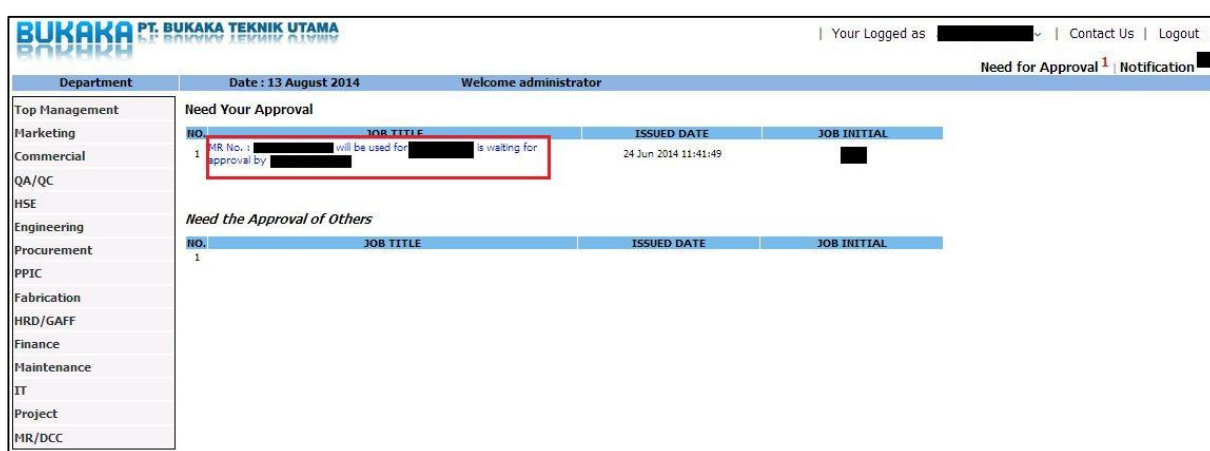 BUKAKA PT. BUKAKA TEKNIK UTAMA
| Your Logged as | Contact Us | Logout
Need for Approval 1 | Notification
Department Date : 13 August 2014 Welcome administrator
Top Management
Marketing
Commercial
QA/QC
HSE
Engineering
Procurement
PPIC
Fabrication
HRD/GAFF
Finance
Maintenance
IT
Project
MR/DCC
Need Your Approval
NO. JOB TITLE ISSUED DATE JOB INITIAL
1 MR No. : will be used for is waiting for 24 Jun 2014 11:41:49
approval by
Need the Approval of Others
NO. JOB TITLE ISSUED DATE JOB INITIAL
1